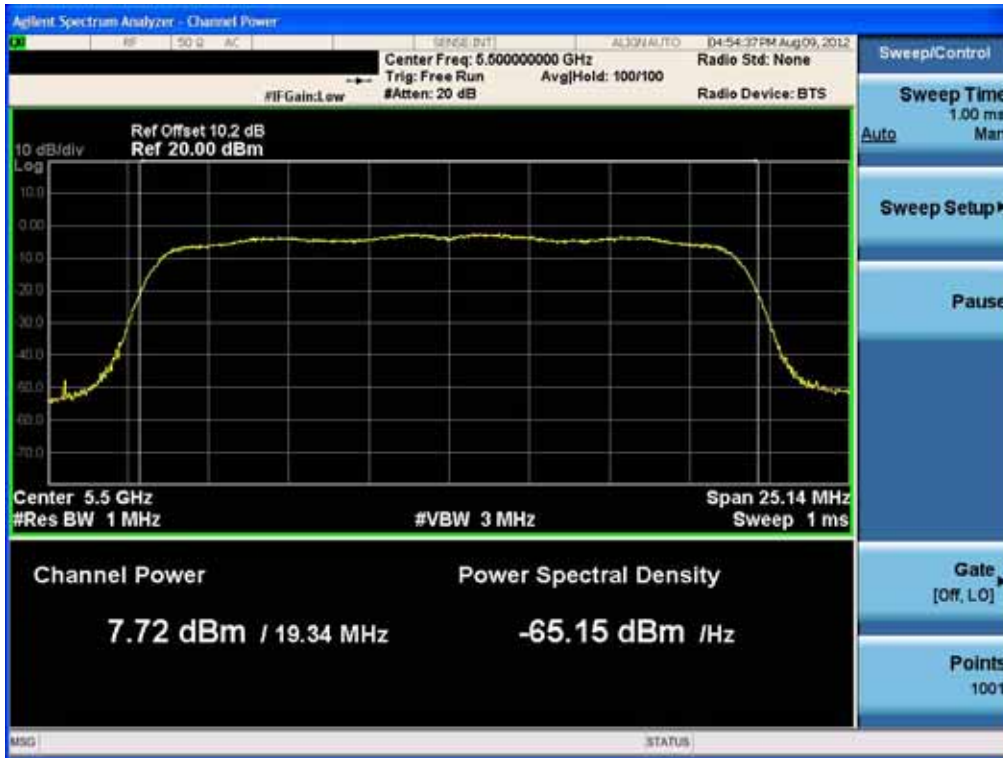 Agilent Spectrum Analyzer - Channel Power
RF 50 Ω AC SENSE:INT ALIGNAUTO 04:54:37 PM Aug 09, 2012
Center Freq: 5.500000000 GHz Radio Std: None
Trig: Free Run Avg|Hold: 100/100
#IFGain:Low #Atten: 20 dB Radio Device: BTS
Ref Offset 10.2 dB
10 dB/div Ref 20.00 dBm
Log
10.0
0.00
-10.0
-20.0
-30.0
-40.0
-50.0
-60.0
-70.0
Center 5.5 GHz Span 25.14 MHz
#Res BW 1 MHz #VBW 3 MHz Sweep 1 ms
Channel Power Power Spectral Density
7.72 dBm / 19.34 MHz -65.15 dBm /Hz
MSG STATUS
Sweep/Control
Sweep Time
1.00 ms
Auto Man
Sweep Setup
Pause
Gate
[Off, LO]
Points
1001